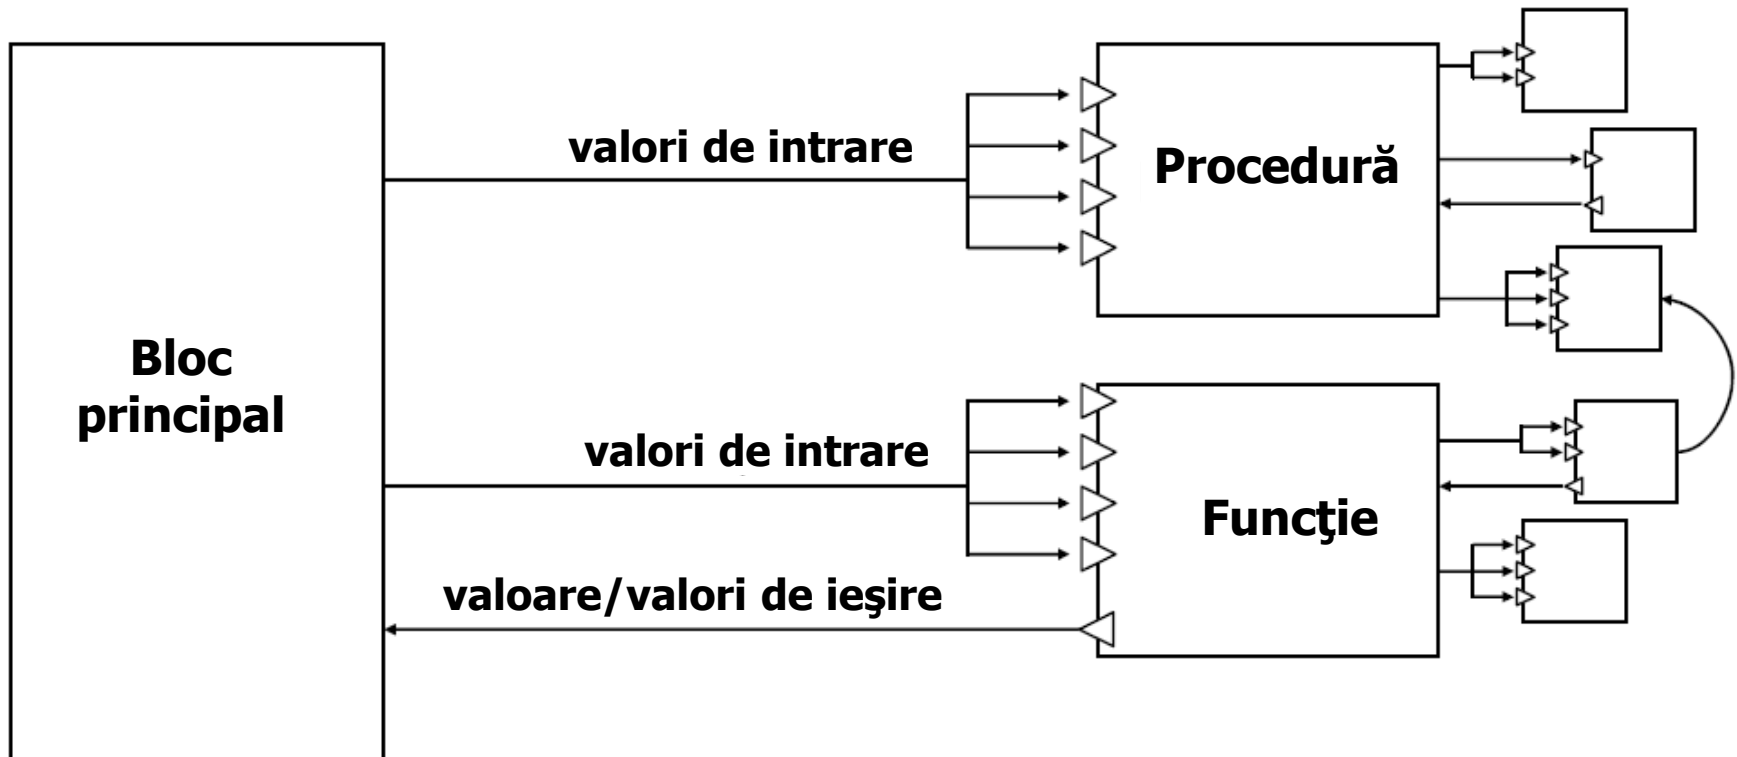 valori de intrare
Procedură
Bloc
principal
valori de intrare
Funcţie
valoare/valori de ieşire